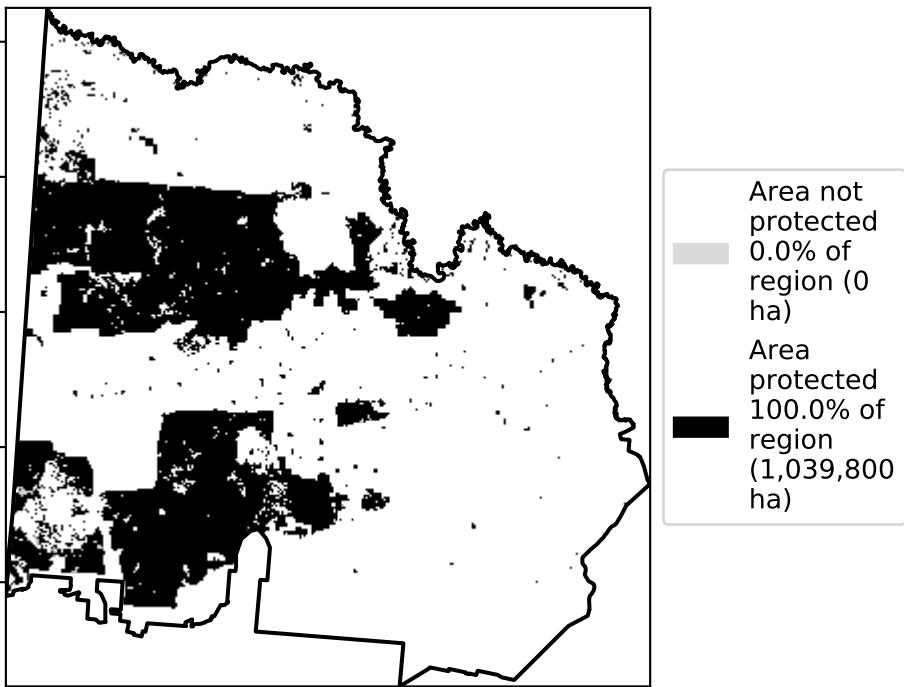 Area not
protected
0.0% of
region (0
ha)
Area
protected
100.0% of
region
(1,039,800
ha)